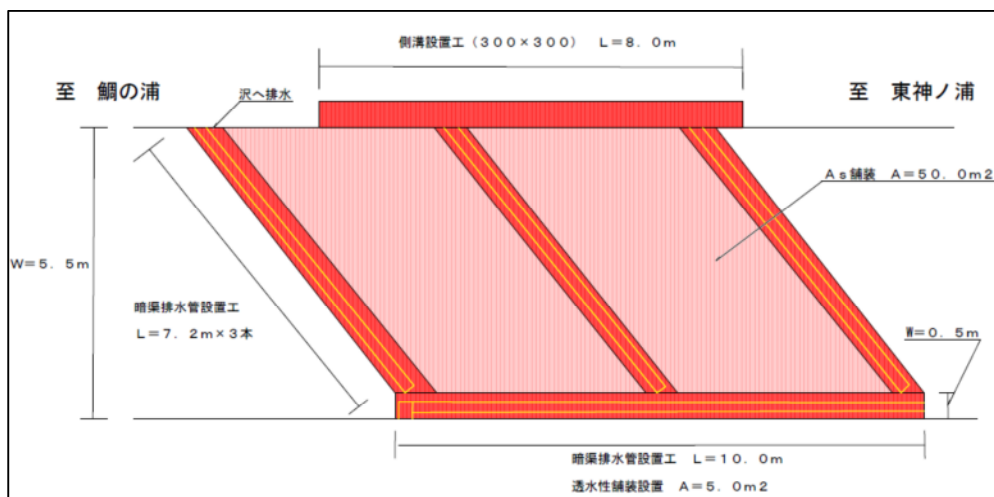 側溝設置工（３００×３００）　Ｌ＝８．０ｍ
至　鯛の浦
沢へ排水
至　東神ノ浦
Ａｓ舗装　Ａ＝５０．０ｍ２
Ｗ＝５．５ｍ
暗渠排水管設置工
Ｌ＝７．２ｍ×３本
Ｗ＝０．５ｍ
暗渠排水管設置工　Ｌ＝１０．０ｍ
透水性舗装設置　Ａ＝５．０ｍ２